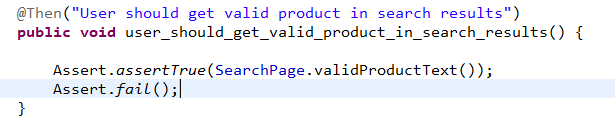 @Then("User should get valid product in search results")
public void user_should_get_valid_product_in_search_results() {
Assert.assertTrue(SearchPage.validProductText());
Assert.fail();
}